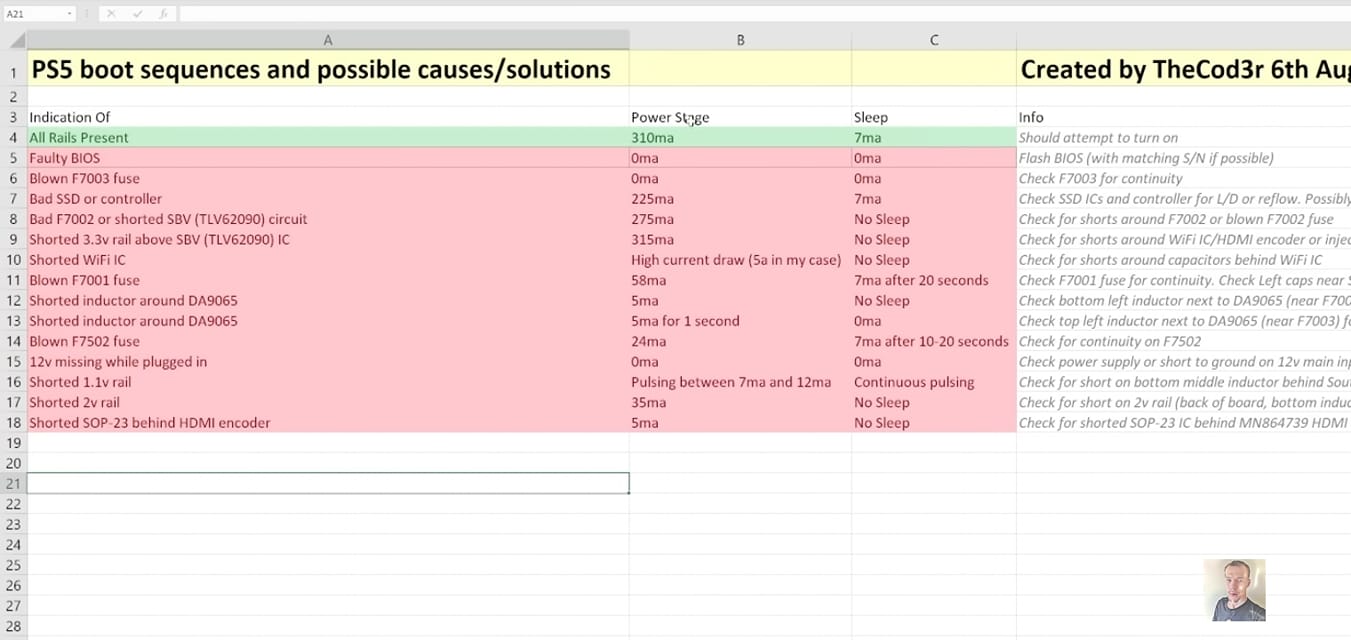 A21
A B C
1 PS5 boot sequences and possible causes/solutions Created by TheCod3r 6th Aug
2
3 Indication Of Power Stage Sleep Info
4 All Rails Present 310ma 7ma Should attempt to turn on
5 Faulty BIOS 0ma 0ma Flash BIOS (with matching S/N if possible)
6 Blown F7003 fuse 0ma 0ma Check F7003 for continuity
7 Bad SSD or controller 225ma 7ma Check SSD ICs and controller for L/D or reflow. Possibly
8 Bad F7002 or shorted SBV (TLV62090) circuit 275ma No Sleep Check for shorts around F7002 or blown F7002 fuse
9 Shorted 3.3v rail above SBV (TLV62090) IC 315ma No Sleep Check for shorts around WiFi IC/HDMI encoder or injec
10 Shorted WiFi IC High current draw (5a in my case) No Sleep Check for shorts around capacitors behind WiFi IC
11 Blown F7001 fuse 58ma 7ma after 20 seconds Check F7001 fuse for continuity. Check Left caps near S
12 Shorted inductor around DA9065 5ma No Sleep Check bottom left inductor next to DA9065 (near F700
13 Shorted inductor around DA9065 5ma for 1 second 0ma Check top left inductor next to DA9065 (near F7003) fo
14 Blown F7502 fuse 24ma 7ma after 10-20 seconds Check for continuity on F7502
15 12v missing while plugged in 0ma 0ma Check power supply or short to ground on 12v main inp
16 Shorted 1.1v rail Pulsing between 7ma and 12ma Continuous pulsing Check for short on bottom middle inductor behind Sou
17 Shorted 2v rail 35ma No Sleep Check for short on 2v rail (back of board, bottom induc
18 Shorted SOP-23 behind HDMI encoder 5ma No Sleep Check for shorted SOP-23 IC behind MN864739 HDMI
19
20
21
22
23
24
25
26
27
28